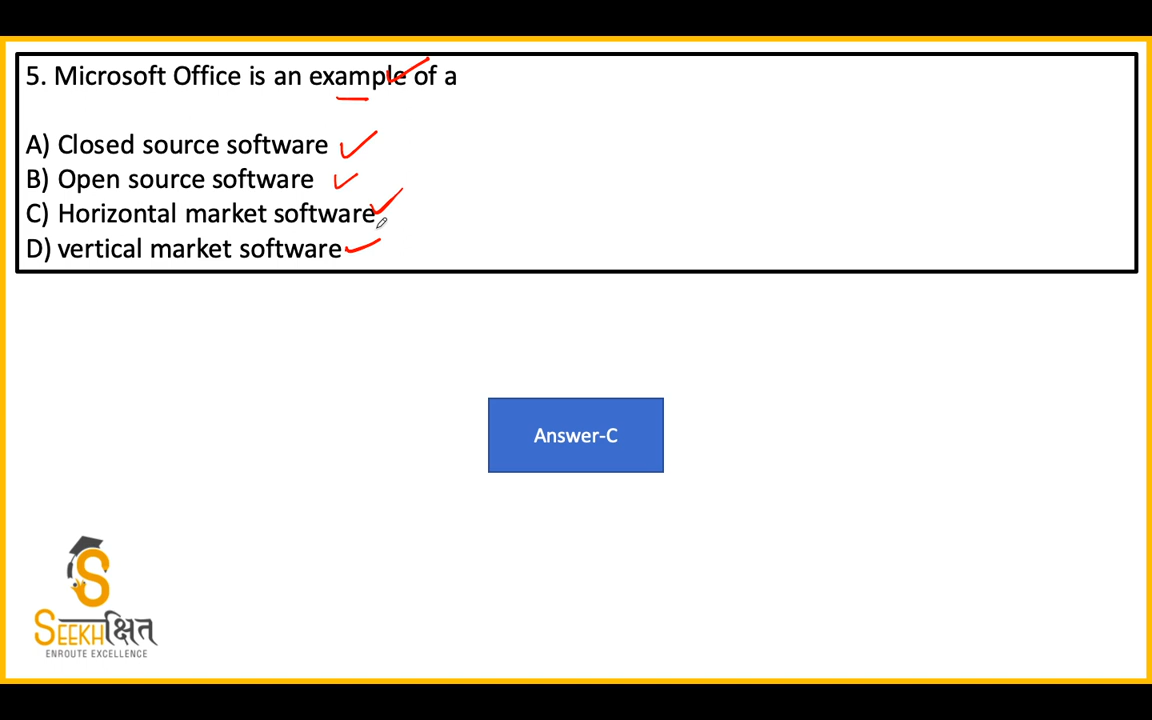 5. Microsoft Office is an example of a
A) Closed source software
B) Open source software
C) Horizontal market software
D) vertical market software
Answer-C
S
SEEKHक्षित
ENROUTE EXCELLENCE